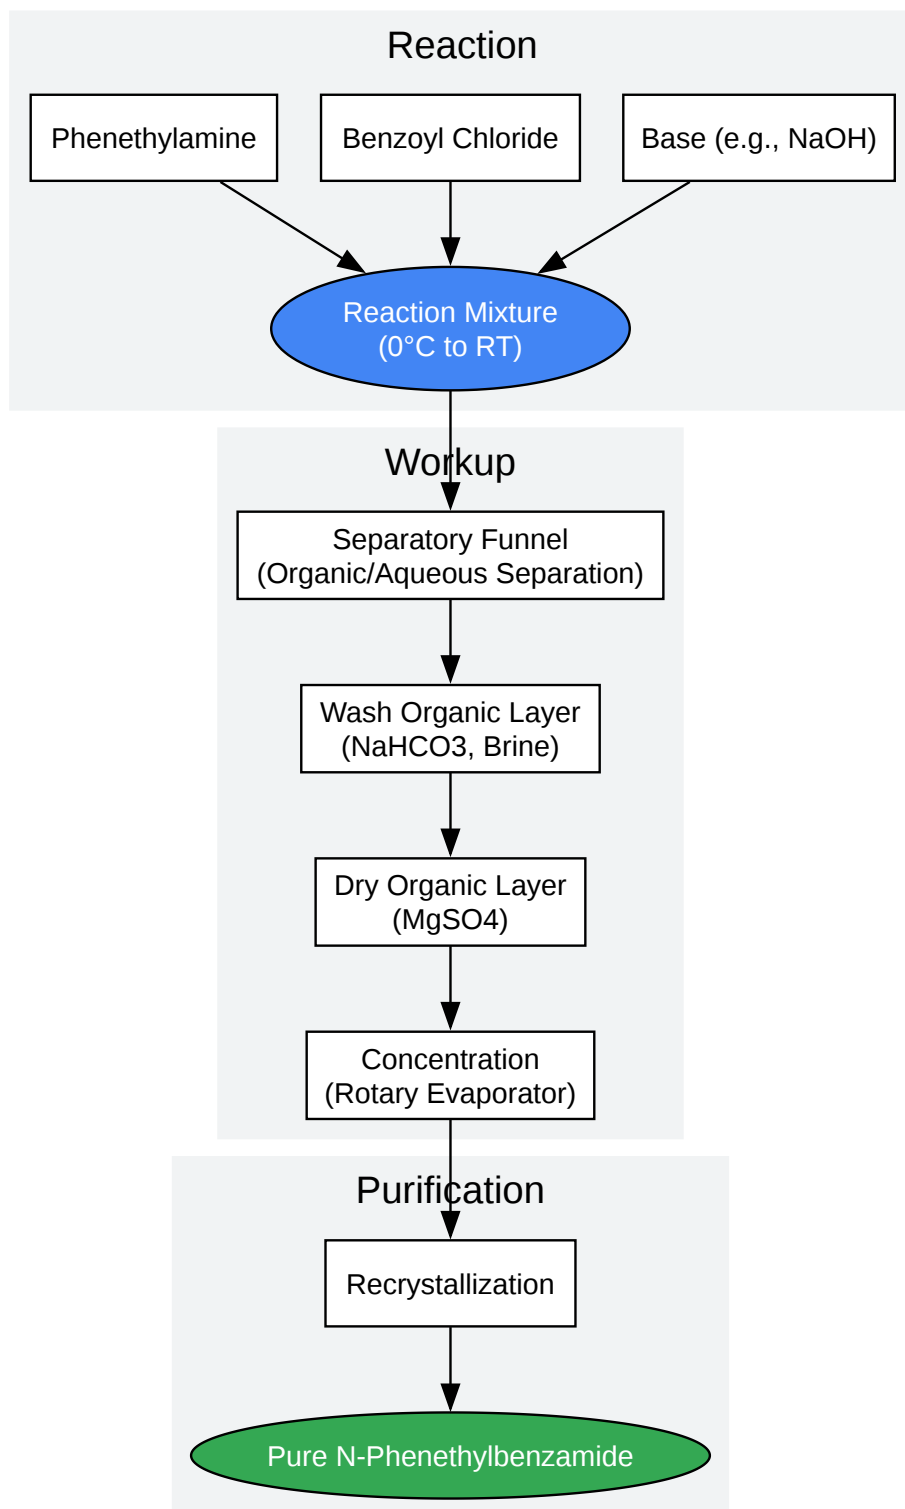 Reaction
Phenethylamine
Benzoyl Chloride
Base (e.g., NaOH)
Reaction Mixture
(0°C to RT)
Workup
Separatory Funnel
(Organic/Aqueous Separation)
Wash Organic Layer
(NaHCO3, Brine)
Dry Organic Layer
(MgSO4)
Concentration
(Rotary Evaporator)
Purification
Recrystallization
Pure N-Phenethylbenzamide